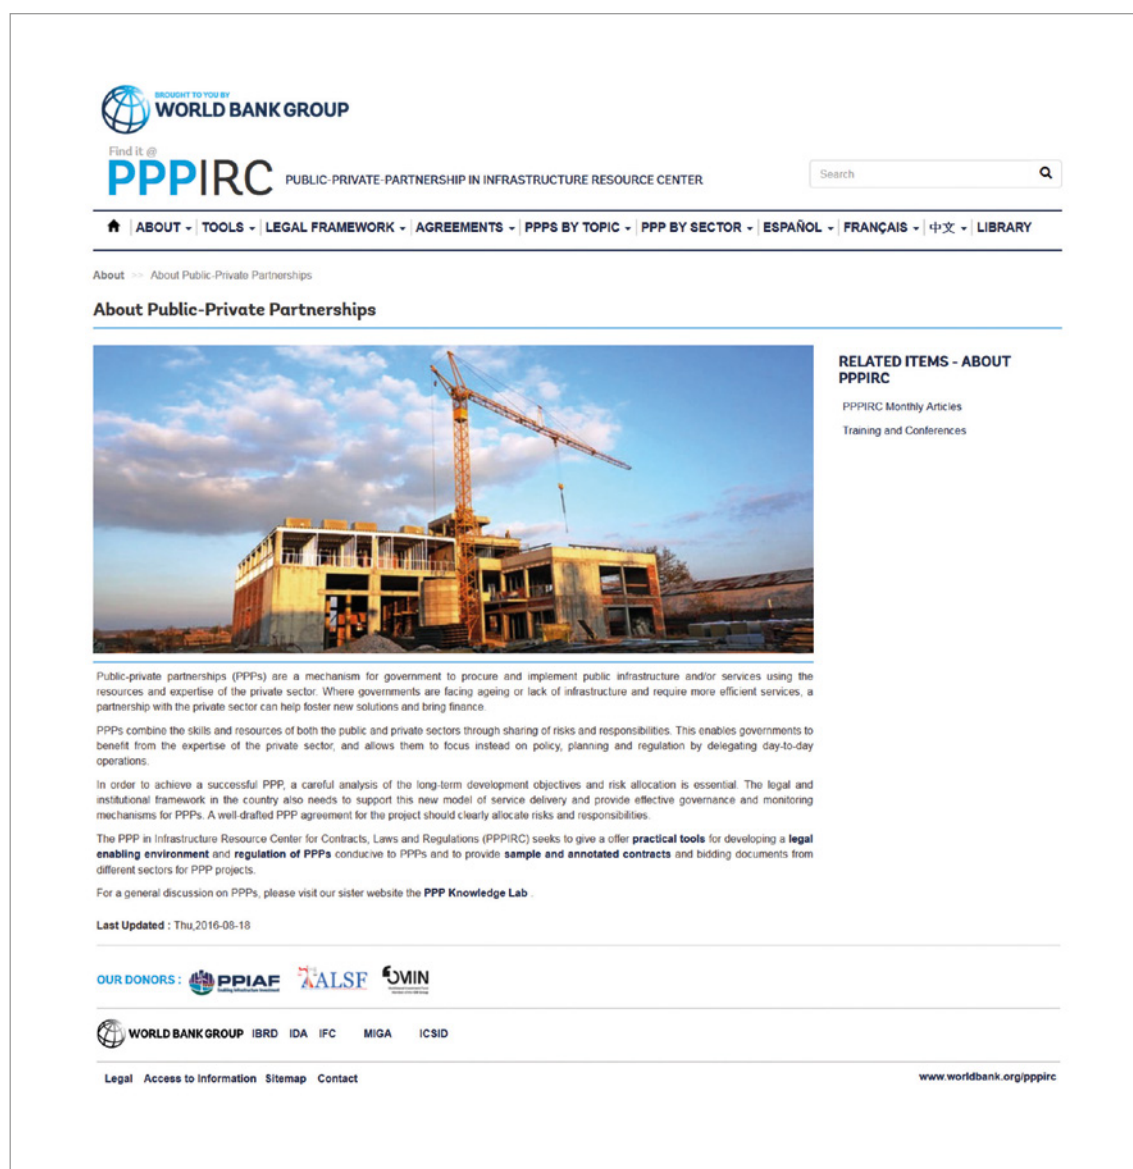 BROUGHT TO YOU BY
WORLD BANK GROUP
Find it @
PPPIRC PUBLIC-PRIVATE-PARTNERSHIP IN INFRASTRUCTURE RESOURCE CENTER
Search
ABOUT TOOLS LEGAL FRAMEWORK AGREEMENTS PPPS BY TOPIC PPP BY SECTOR ESPAÑOL FRANÇAIS 中文 LIBRARY
About >> About Public-Private Partnerships
About Public-Private Partnerships
RELATED ITEMS - ABOUT
PPPIRC
PPPIRC Monthly Articles
Training and Conferences
Public-private partnerships (PPPs) are a mechanism for government to procure and implement public infrastructure and/or services using the
resources and expertise of the private sector. Where governments are facing ageing or lack of infrastructure and require more efficient services, a
partnership with the private sector can help foster new solutions and bring finance.
PPPs combine the skills and resources of both the public and private sectors through sharing of risks and responsibilities. This enables governments to
benefit from the expertise of the private sector, and allows them to focus instead on policy, planning and regulation by delegating day-to-day
operations.
In order to achieve a successful PPP, a careful analysis of the long-term development objectives and risk allocation is essential. The legal and
institutional framework in the country also needs to support this new model of service delivery and provide effective governance and monitoring
mechanisms for PPPs. A well-drafted PPP agreement for the project should clearly allocate risks and responsibilities.
The PPP in Infrastructure Resource Center for Contracts, Laws and Regulations (PPPIRC) seeks to give a offer practical tools for developing a legal
enabling environment and regulation of PPPs conducive to PPPs and to provide sample and annotated contracts and bidding documents from
different sectors for PPP projects.
For a general discussion on PPPs, please visit our sister website the PPP Knowledge Lab .
Last Updated : Thu,2016-08-18
OUR DONORS : PPIAF ALSF FOMIN
Enabling Infrastructure Investment
WORLD BANK GROUP IBRD IDA IFC MIGA ICSID
Legal Access to Information Sitemap Contact
www.worldbank.org/pppirc